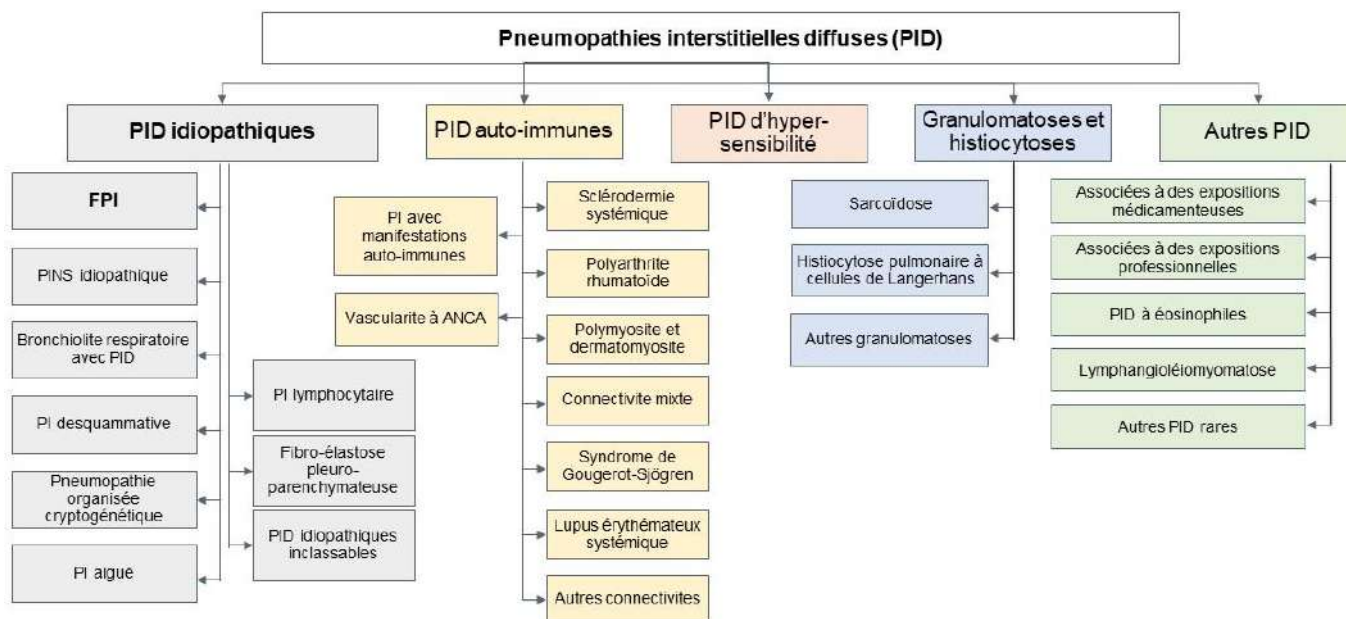 Pneumopathies interstitielles diffuses (PID)
PID idiopathiques
FPI
PINS idiopathique
Bronchiolite respiratoire
avec PID
PI desquammative
Pneumopathie
organisée
cryptogénétique
PI aiguë
PI lymphocytaire
Fibro-élastose
pleuro-
parenchymateuse
PID idiopathiques
inclassables
PID auto-immunes
PI avec
manifestations
auto-immunes
Vascularite à ANCA
Sclérodermie
systémique
Polyarthrite
rhumatoïde
Polymyosite et
dermatomyosite
Connectivite mixte
Syndrome de
Gougerot-Sjögren
Lupus érythémateux
systémique
Autres connectivites
PID d'hyper-
sensibilité
Granulomatoses et
histiocytoses
Sarcoïdose
Histiocytose pulmonaire à
cellules de Langerhans
Autres granulomatoses
Autres PID
Associées à des expositions
médicamenteuses
Associées à des expositions
professionnelles
PID à éosinophiles
Lymphangioléiomyomatose
Autres PID rares